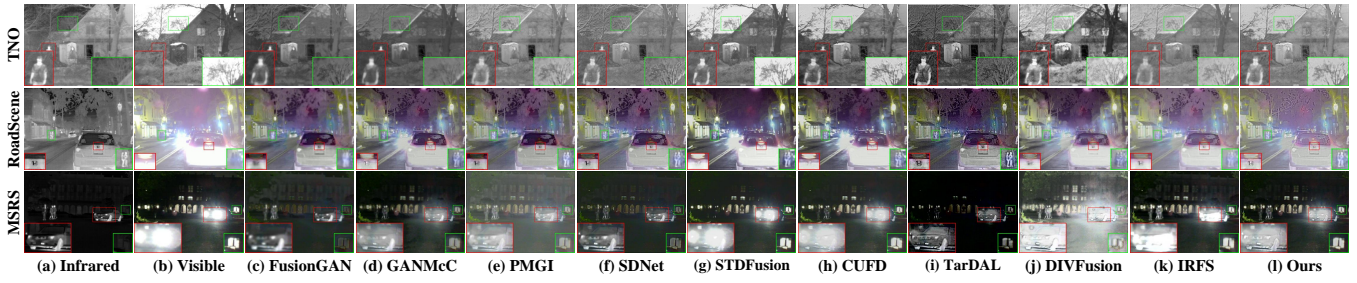 TNO
RoadScene
MSRS
(a) Infrared (b) Visible (c) FusionGAN (d) GANMcC (e) PMGI (f) SDNet (g) STDFusion (h) CUFD (i) TarDAL (j) DIVFusion (k) IRFS (l) Ours